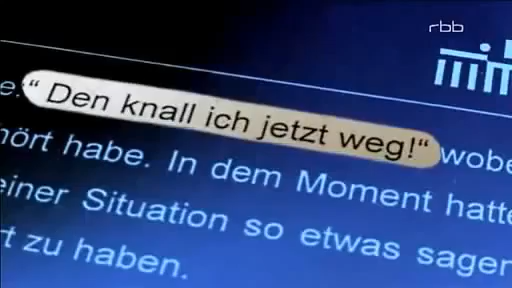 rbb
e:“ Den knall ich jetzt weg!“ wobe
hört habe. In dem Moment hatte
einer Situation so etwas sagen
t zu haben.